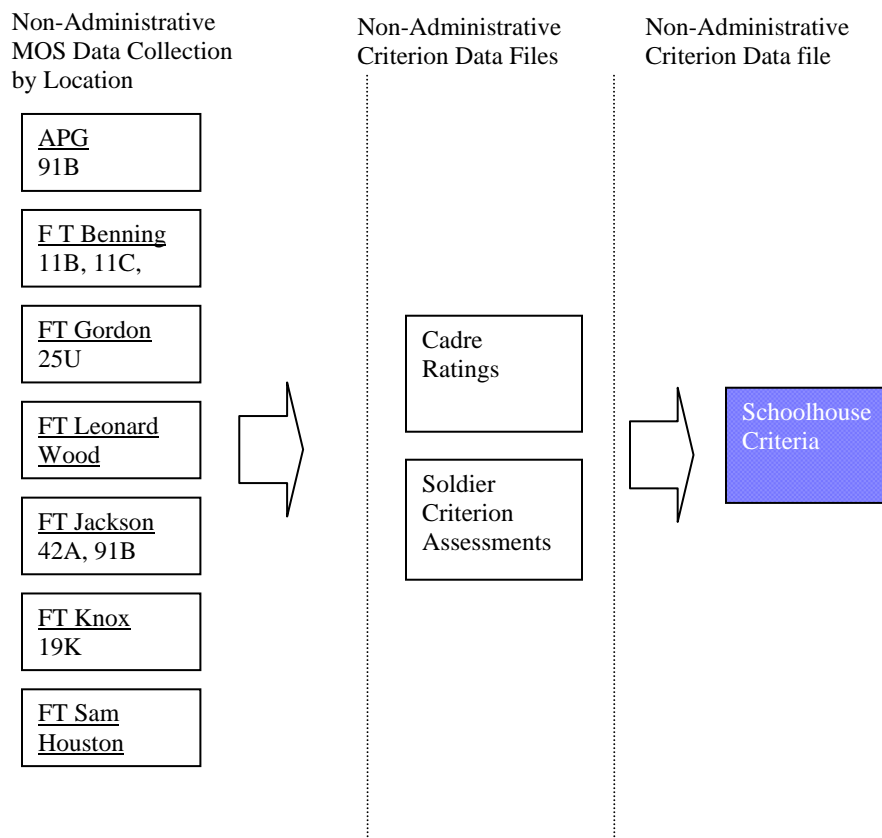 Non-Administrative
MOS Data Collection
by Location
Non-Administrative
Criterion Data Files
Non-Administrative
Criterion Data file
APG
91B
F T Benning
11B, 11C,
FT Gordon
25U
FT Leonard
Wood
FT Jackson
42A, 91B
FT Knox
19K
FT Sam
Houston
Cadre
Ratings
Soldier
Criterion
Assessments
Schoolhouse
Criteria